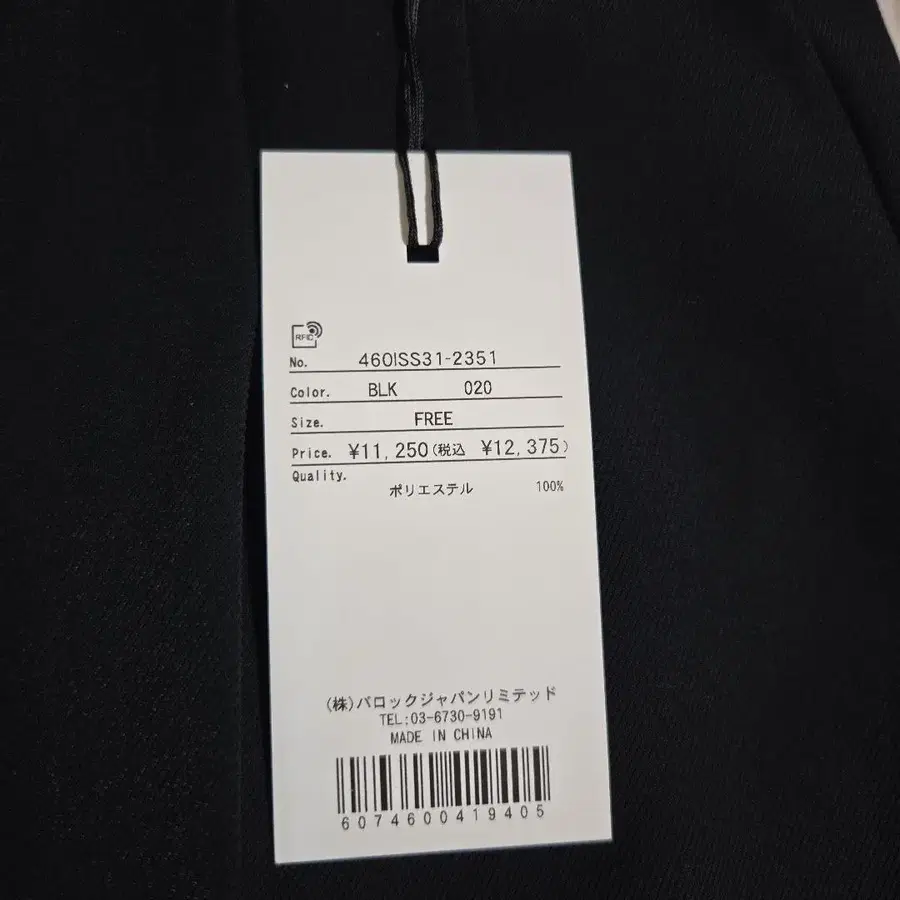 RFID
No. 460ISS31-2351
Color. BLK 020
Size. FREE
Price. ¥11,250(税込 ¥12,375)
Quality.
ポリエステル 100%
(株)バロックジャパンリミテッド
TEL:03-6730-9191
MADE IN CHINA
6074600419405